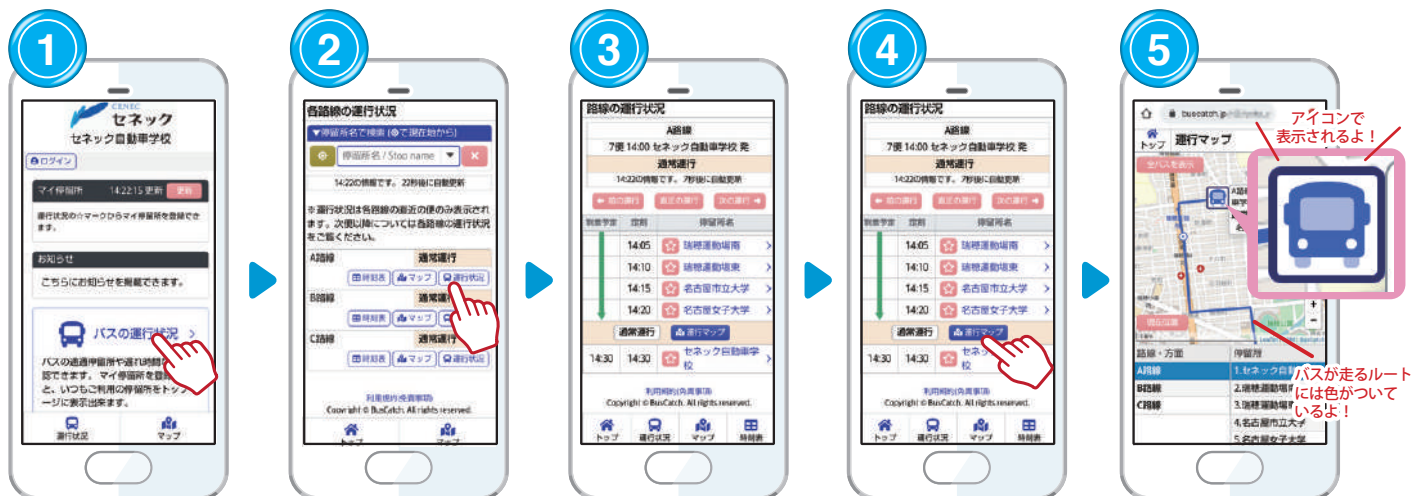 1
CENEC
セネック
セネック自動車学校
ログイン
マイ停留所 14:22:15 更新 更新
運行状況の☆マークからマイ停留所を登録でき
ます。
お知らせ
こちらにお知らせを掲載できます。
バスの運行状況 >
バスの通過停留所や遅れ時間
認できます。 マイ停留所を登
と、いつもご利用の停留所をトップ
ージに表示出来ます。
運行状況 マップ
2
各路線の運行状況
▼停留所名で検索 (で現在地から)
停留所名 / Stop name ▼ ×
14:22の情報です。 22秒後に自動更新
※運行状況は各路線の直近の便のみ表示され
ます。次便以降については各路線の運行状況
をご覧ください。
A路線 通常運行
時刻表 マップ 運行状況
B路線 通常運
時刻表 マップ
C路線 通常運行
時刻表 マップ 運行状況
利用規約/免責事項
Copyright © BusCatch. All rights reserved.
トップ マップ
3
路線の運行状況
A路線
7便 14:00 セネック自動車学校 発
通常運行
14:22の情報です。 7秒後に自動更新
← 前の運行 直近の運行 次の運行 →
到着予定 定刻 停留所名
14:05 瑞穂運動場南 >
14:10 瑞穂運動場東 >
14:15 名古屋市立大学 >
14:20 名古屋女子大学 >
通常運行 運行マップ
14:30 14:30 セネック自動車学
校 >
利用規約/免責事項
Copyright © BusCatch. All rights reserved.
トップ 運行状況 マップ 時刻表
4
路線の運行状況
A路線
7便 14:00 セネック自動車学校 発
通常運行
14:22の情報です。 7秒後に自動更新
← 前の運行 直近の運行 次の運行 →
到着予定 定刻 停留所名
14:05 瑞穂運動場南 >
14:10 瑞穂運動場東 >
14:15 名古屋市立大学 >
14:20 名古屋女子大学 >
通常運行 運行マップ
14:30 14:30 セネッ
校
利用規約/免責事項
Copyright © BusCatch. All rights reserved.
トップ 運行状況 マップ 時刻表
5
buscatch.jp
トップ 運行マップ
全バスを表示
アイコンで
表示されるよ!
現在位置
+
−
路線・方面 停留所
A路線 1.セネック自動
B路線 2.瑞穂運動場
C路線 3.瑞穂運動場
4.名古屋市立大学
5.名古屋女子大学
バスが走るルート
には色がついて
いるよ!